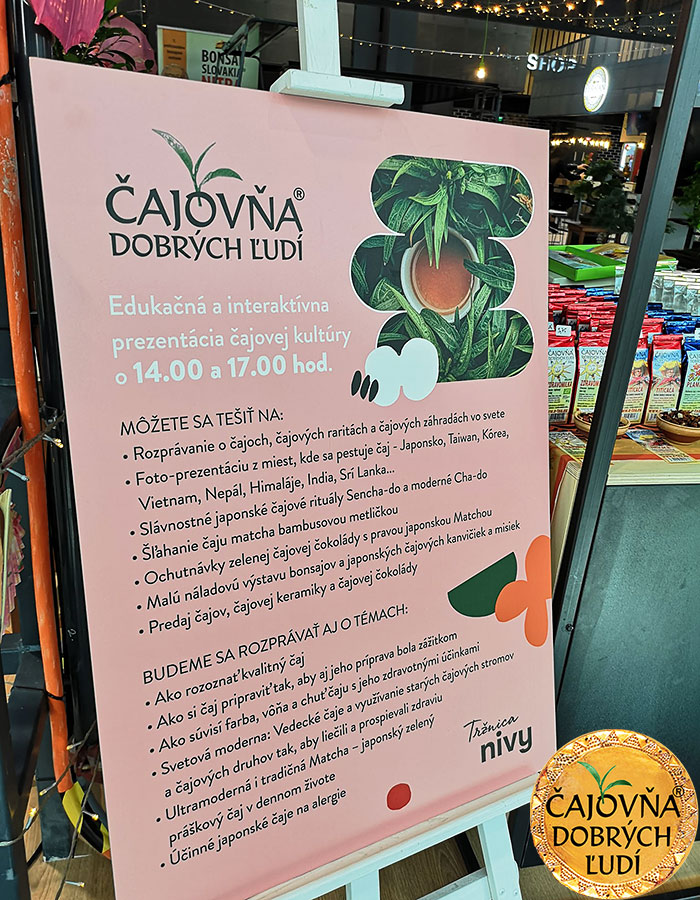 BONSAI
SLOVAKIA
NITRA
SHOP
ČAJOVŇA®
DOBRÝCH ĽUDÍ
Edukačná a interaktívna
prezentácia čajovej kultúry
o 14.00 a 17.00 hod.
MÔŽETE SA TEŠIŤ NA:
• Rozprávanie o čajoch, čajových raritách a čajových záhradách vo svete
• Foto-prezentáciu z miest, kde sa pestuje čaj - Japonsko, Taiwan, Kórea,
Vietnam, Nepál, Himaláje, India, Srí Lanka...
• Slávnostné japonské čajové rituály Sencha-do a moderné Cha-do
• Šľahanie čaju matcha bambusovou metličkou
• Ochutnávky zelenej čajovej čokolády s pravou japonskou Matchou
• Malú náladovú výstavu bonsajov a japonských čajových kanvičiek a misiek
• Predaj čajov, čajovej keramiky a čajovej čokolády
BUDEME SA ROZPRÁVAŤ AJ O TÉMACH:
• Ako rozoznať kvalitný čaj
• Ako si čaj pripraviť tak, aby aj jeho príprava bola zážitkom
• Ako súvisí farba, vôňa a chuť čaju s jeho zdravotnými účinkami
• Svetová moderna: Vedecké čaje a využívanie starých čajových stromov
a čajových druhov tak, aby liečili a prospievali zdraviu
• Ultramoderná i tradičná Matcha – japonský zelený
práškový čaj v dennom živote
• Účinné japonské čaje na alergie
Tržnica
nivy
ČAJOVŇA®
DOBRÝCH
ĽUDÍ